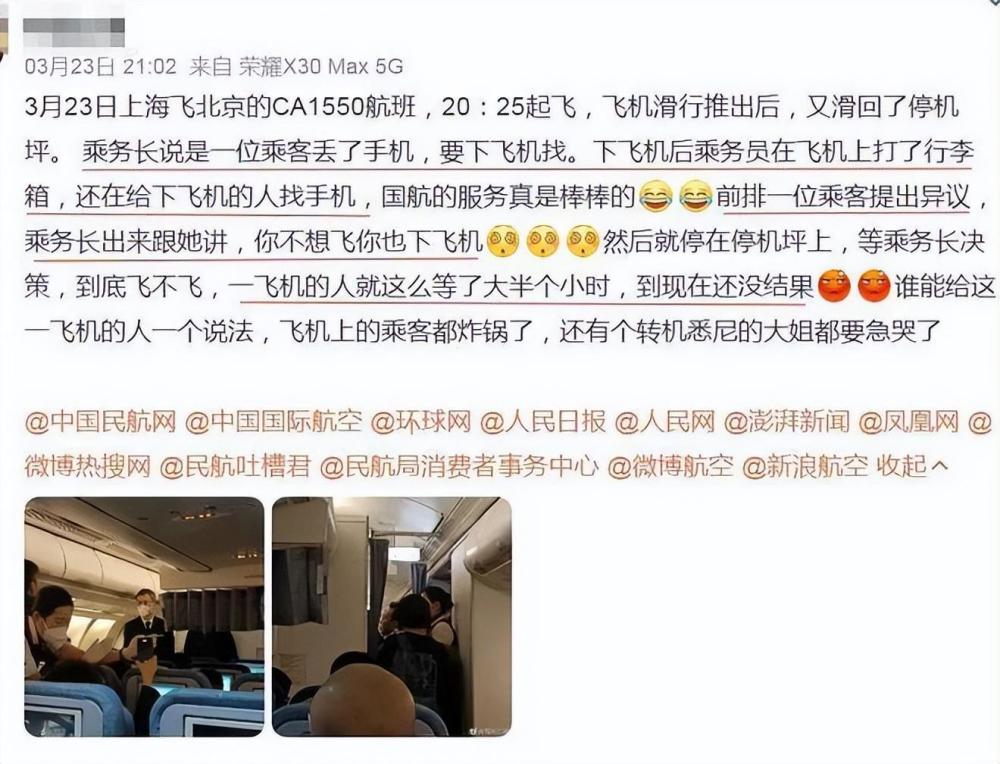 03月23日 21:02 来自 荣耀X30 Max 5G
3月23日上海飞北京的CA1550航班，20：25起飞，飞机滑行推出后，又滑回了停机
坪。 乘务长说是一位乘客丢了手机，要下飞机找。下飞机后乘务员在飞机上打了行李
箱，还在给下飞机的人找手机，国航的服务真是棒棒的😂😂前排一位乘客提出异议，
乘务长出来跟她讲，你不想飞你也下飞机😵😵😵然后就停在停机坪上，等乘务长决
策，到底飞不飞，一飞机的人就这么等了大半个小时，到现在还没结果😡😡谁能给这
一飞机的人一个说法，飞机上的乘客都炸锅了，还有个转机悉尼的大姐都要急哭了
@中国民航网 @中国国际航空 @环球网 @人民日报 @人民网 @澎湃新闻 @凤凰网 @
微博热搜网 @民航吐槽君 @民航局消费者事务中心 @微博航空 @新浪航空 收起^